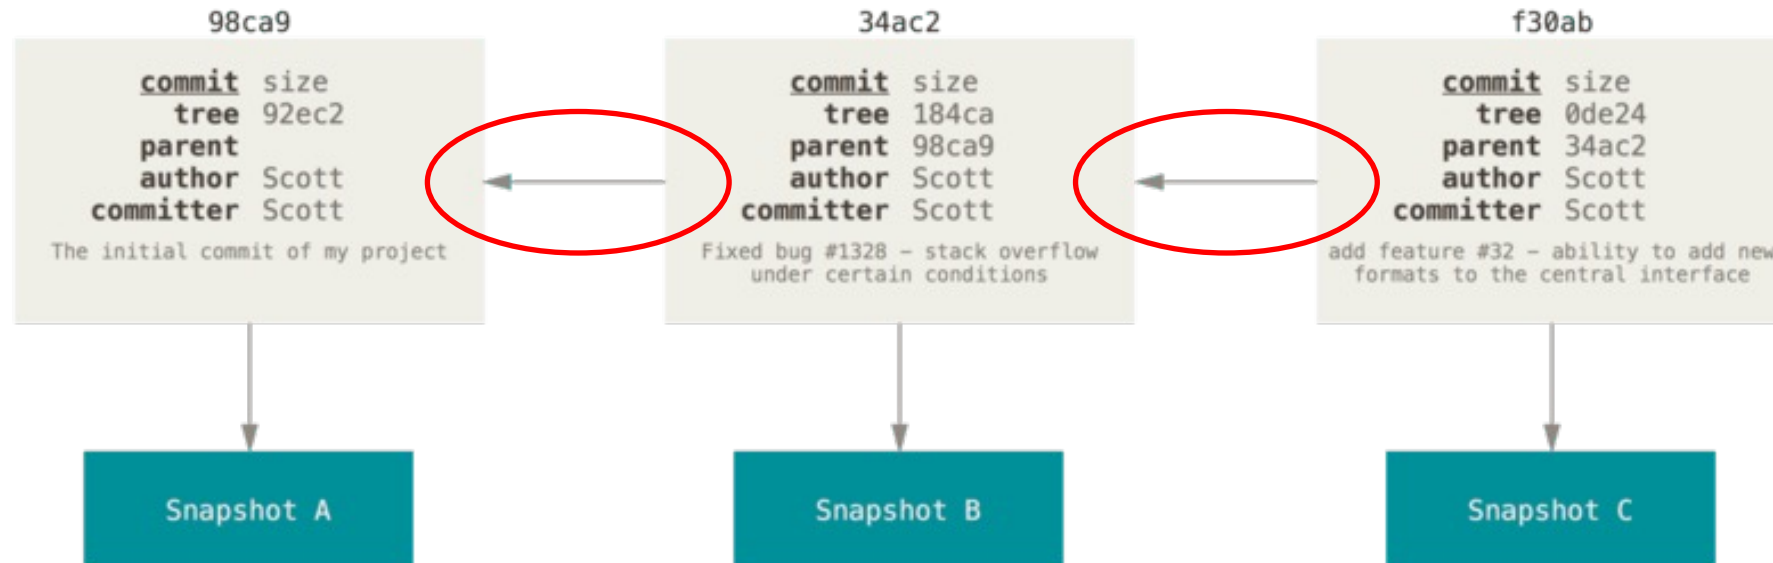 98ca9
commit size
tree 92ec2
parent
author Scott
committer Scott
The initial commit of my project
Snapshot A
34ac2
commit size
tree 184ca
parent 98ca9
author Scott
committer Scott
Fixed bug #1328 – stack overflow
under certain conditions
Snapshot B
f30ab
commit size
tree 0de24
parent 34ac2
author Scott
committer Scott
add feature #32 – ability to add new
formats to the central interface
Snapshot C